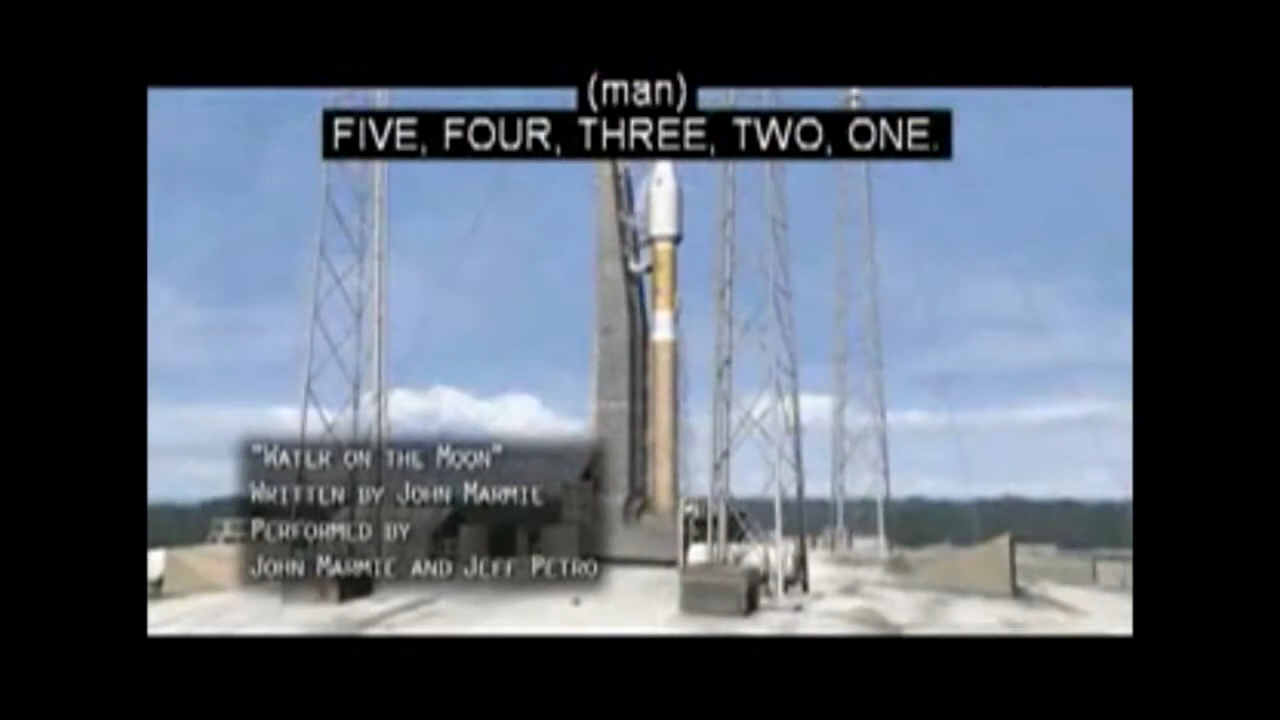 (man)
FIVE, FOUR, THREE, TWO, ONE.
"WATER ON THE MOON"
WRITTEN BY JOHN MARMIE
PERFORMED BY
JOHN MARMIE AND JEFF PETRO